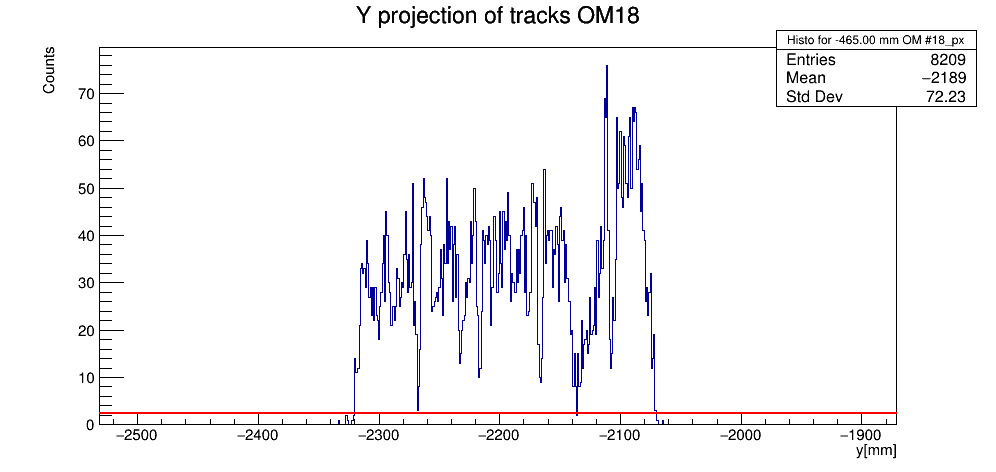 Y projection of tracks OM18
Histo for -465.00 mm OM #18_px
Entries 8209
Mean −2189
Std Dev 72.23
Counts
70
60
50
40
30
20
10
0
−2500 −2400 −2300 −2200 −2100 −2000 −1900
y[mm]